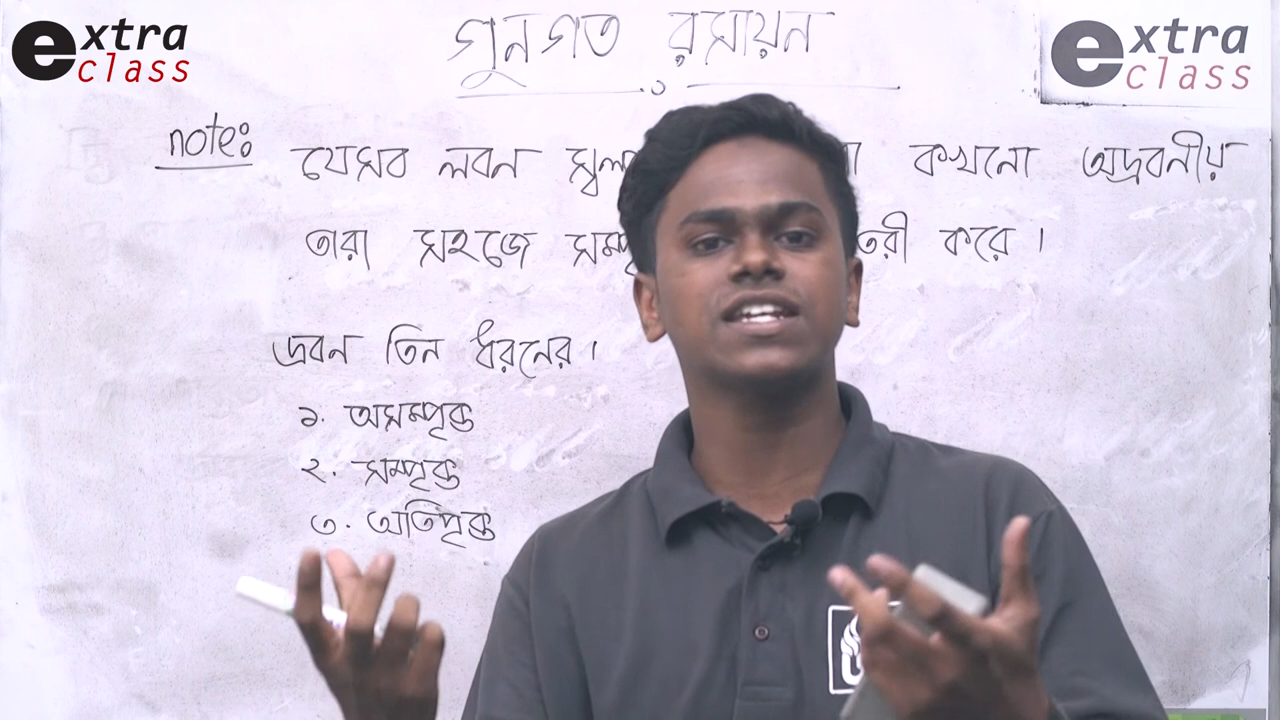 extra class
extra class
গুনগত রসায়ন
note: যেসব লবন কখনো অদ্রবনীয়
তারা সহজে করে।
দ্রবন তিন ধরনের।
১. অসম্পৃক্ত
২. সম্পৃক্ত
৩. অতিপৃক্ত